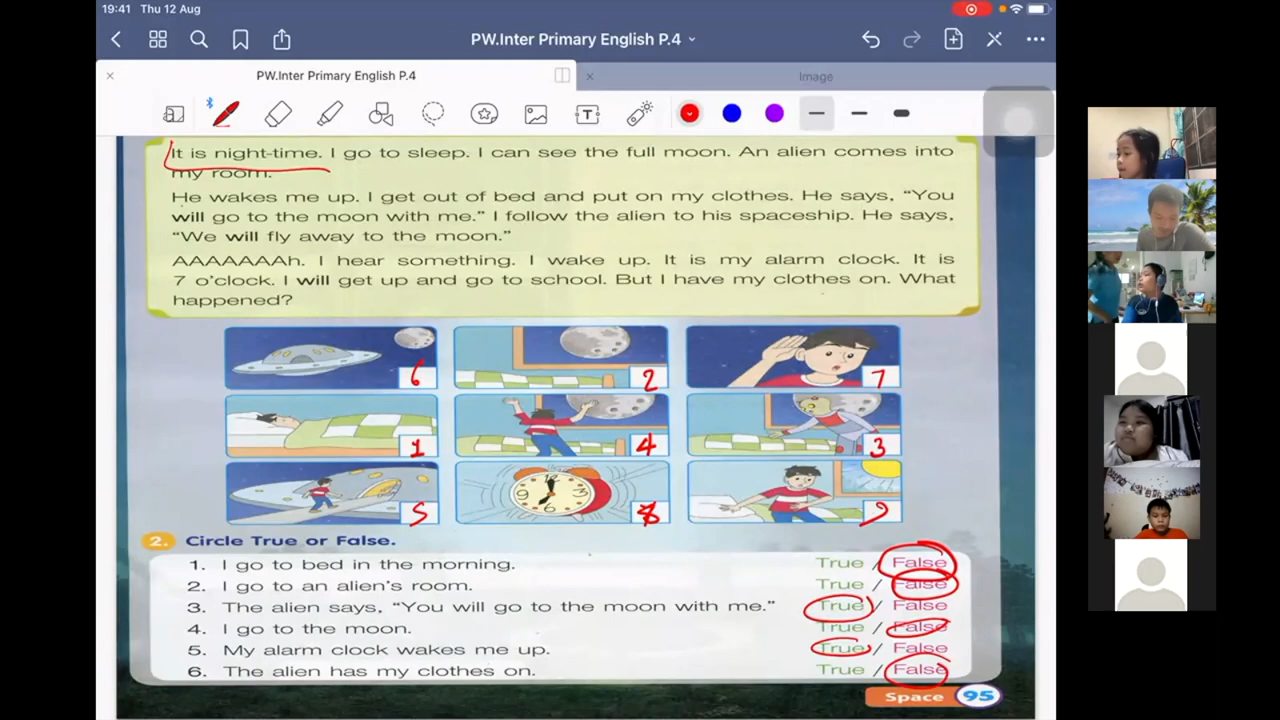 19:41 Thu 12 Aug
PW.Inter Primary English P.4
PW.Inter Primary English P.4
Image
It is night-time. I go to sleep. I can see the full moon. An alien comes into
my room.
He wakes me up. I get out of bed and put on my clothes. He says, “You
will go to the moon with me.” I follow the alien to his spaceship. He says,
“We will fly away to the moon.”
AAAAAAAh. I hear something. I wake up. It is my alarm clock. It is
7 o’clock. I will get up and go to school. But I have my clothes on. What
happened?
6 2 7
1 4 3
12 9 3 6
5 8 9
2. Circle True or False.
1. I go to bed in the morning. True / False
2. I go to an alien’s room. True / False
3. The alien says, “You will go to the moon with me.” True / False
4. I go to the moon. True / False
5. My alarm clock wakes me up. True / False
6. The alien has my clothes on. True / False
Space 95